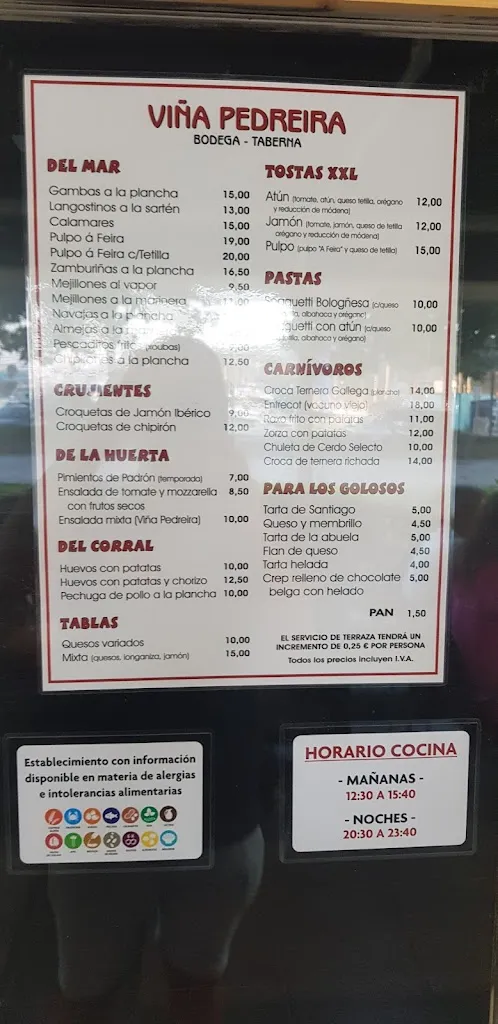 VIÑA PEDREIRA
BODEGA - TABERNA
DEL MAR
Gambas a la plancha 15,00
Langostinos a la sartén 13,00
Calamares 15,00
Pulpo á Feira 19,00
Pulpo á Feira c/Tetilla 20,00
Zamburiñas a la plancha 16,50
Mejillones al vapor 9,50
Mejillones a la marinera
Navajas a la plancha
Almejas a la
Pescaditos
a la plancha 12,50
CRUJIENTES
Croquetas de Jamón Ibérico 9,00
Croquetas de chipirón 12,00
DE LA HUERTA
Pimientos de Padrón (temporada) 7,00
Ensalada de tomate y mozzarella 8,50
con frutos secos
Ensalada mixta (Viña Pedreira) 10,00
DEL CORRAL
Huevos con patatas 10,00
Huevos con patatas y chorizo 12,50
Pechuga de pollo a la plancha 10,00
TABLAS
Quesos variados 10,00
Mixta (quesos, longaniza, jamón) 15,00
TOSTAS XXL
Atún (tomate, atún, queso tetilla, orégano 12,00
y reducción de módena)
Jamón (tomate, jamón, queso de tetilla 12,00
orégano y reducción de módena)
Pulpo (pulpo "A Feira" y queso de tetilla) 15,00
PASTAS
Bologñesa (c/queso 10,00
albahaca y orégano)
con atún (c/queso 10,00
albahaca y orégano)
CARNÍVOROS
Croca Ternera Gallega (plancha) 14,00
Entrecot (vacuno viejo) 18,00
Raxo frito con patatas 11,00
Zorza con patatas 12,00
Chuleta de Cerdo Selecto 10,00
Croca de ternera richada 14,00
PARA LOS GOLOSOS
Tarta de Santiago 5,00
Queso y membrillo 4,50
Tarta de la abuela 5,00
Flan de queso 4,50
Tarta helada 4,00
Crep relleno de chocolate 5,00
belga con helado
PAN 1,50
EL SERVICIO DE TERRAZA TENDRÁ UN
INCREMENTO DE 0,25 € POR PERSONA
Todos los precios incluyen I.V.A.
Establecimiento con información
disponible en materia de alergias
e intolerancias alimentarias
HORARIO COCINA
- MAÑANAS -
12:30 A 15:40
- NOCHES -
20:30 A 23:40